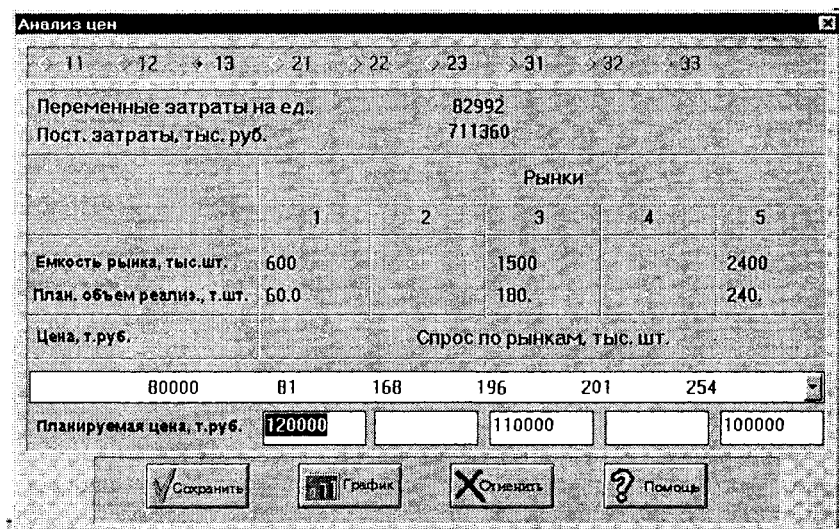 Анализ цен
11 12 13 21 22 23 31 32 33
Переменные затраты на ед., 82992
Пост. затраты, тыс. руб. 711360
Рынки
1 2 3 4 5
Емкость рынка, тыс.шт. 600 1500 2400
План. объем реализ., т.шт. 60.0 180. 240.
Цена, т.руб. Спрос по рынкам, тыс. шт.
80000 81 168 196 201 254
Планируемая цена, т.руб. 120000 110000 100000
Сохранить График Отменить Помощь